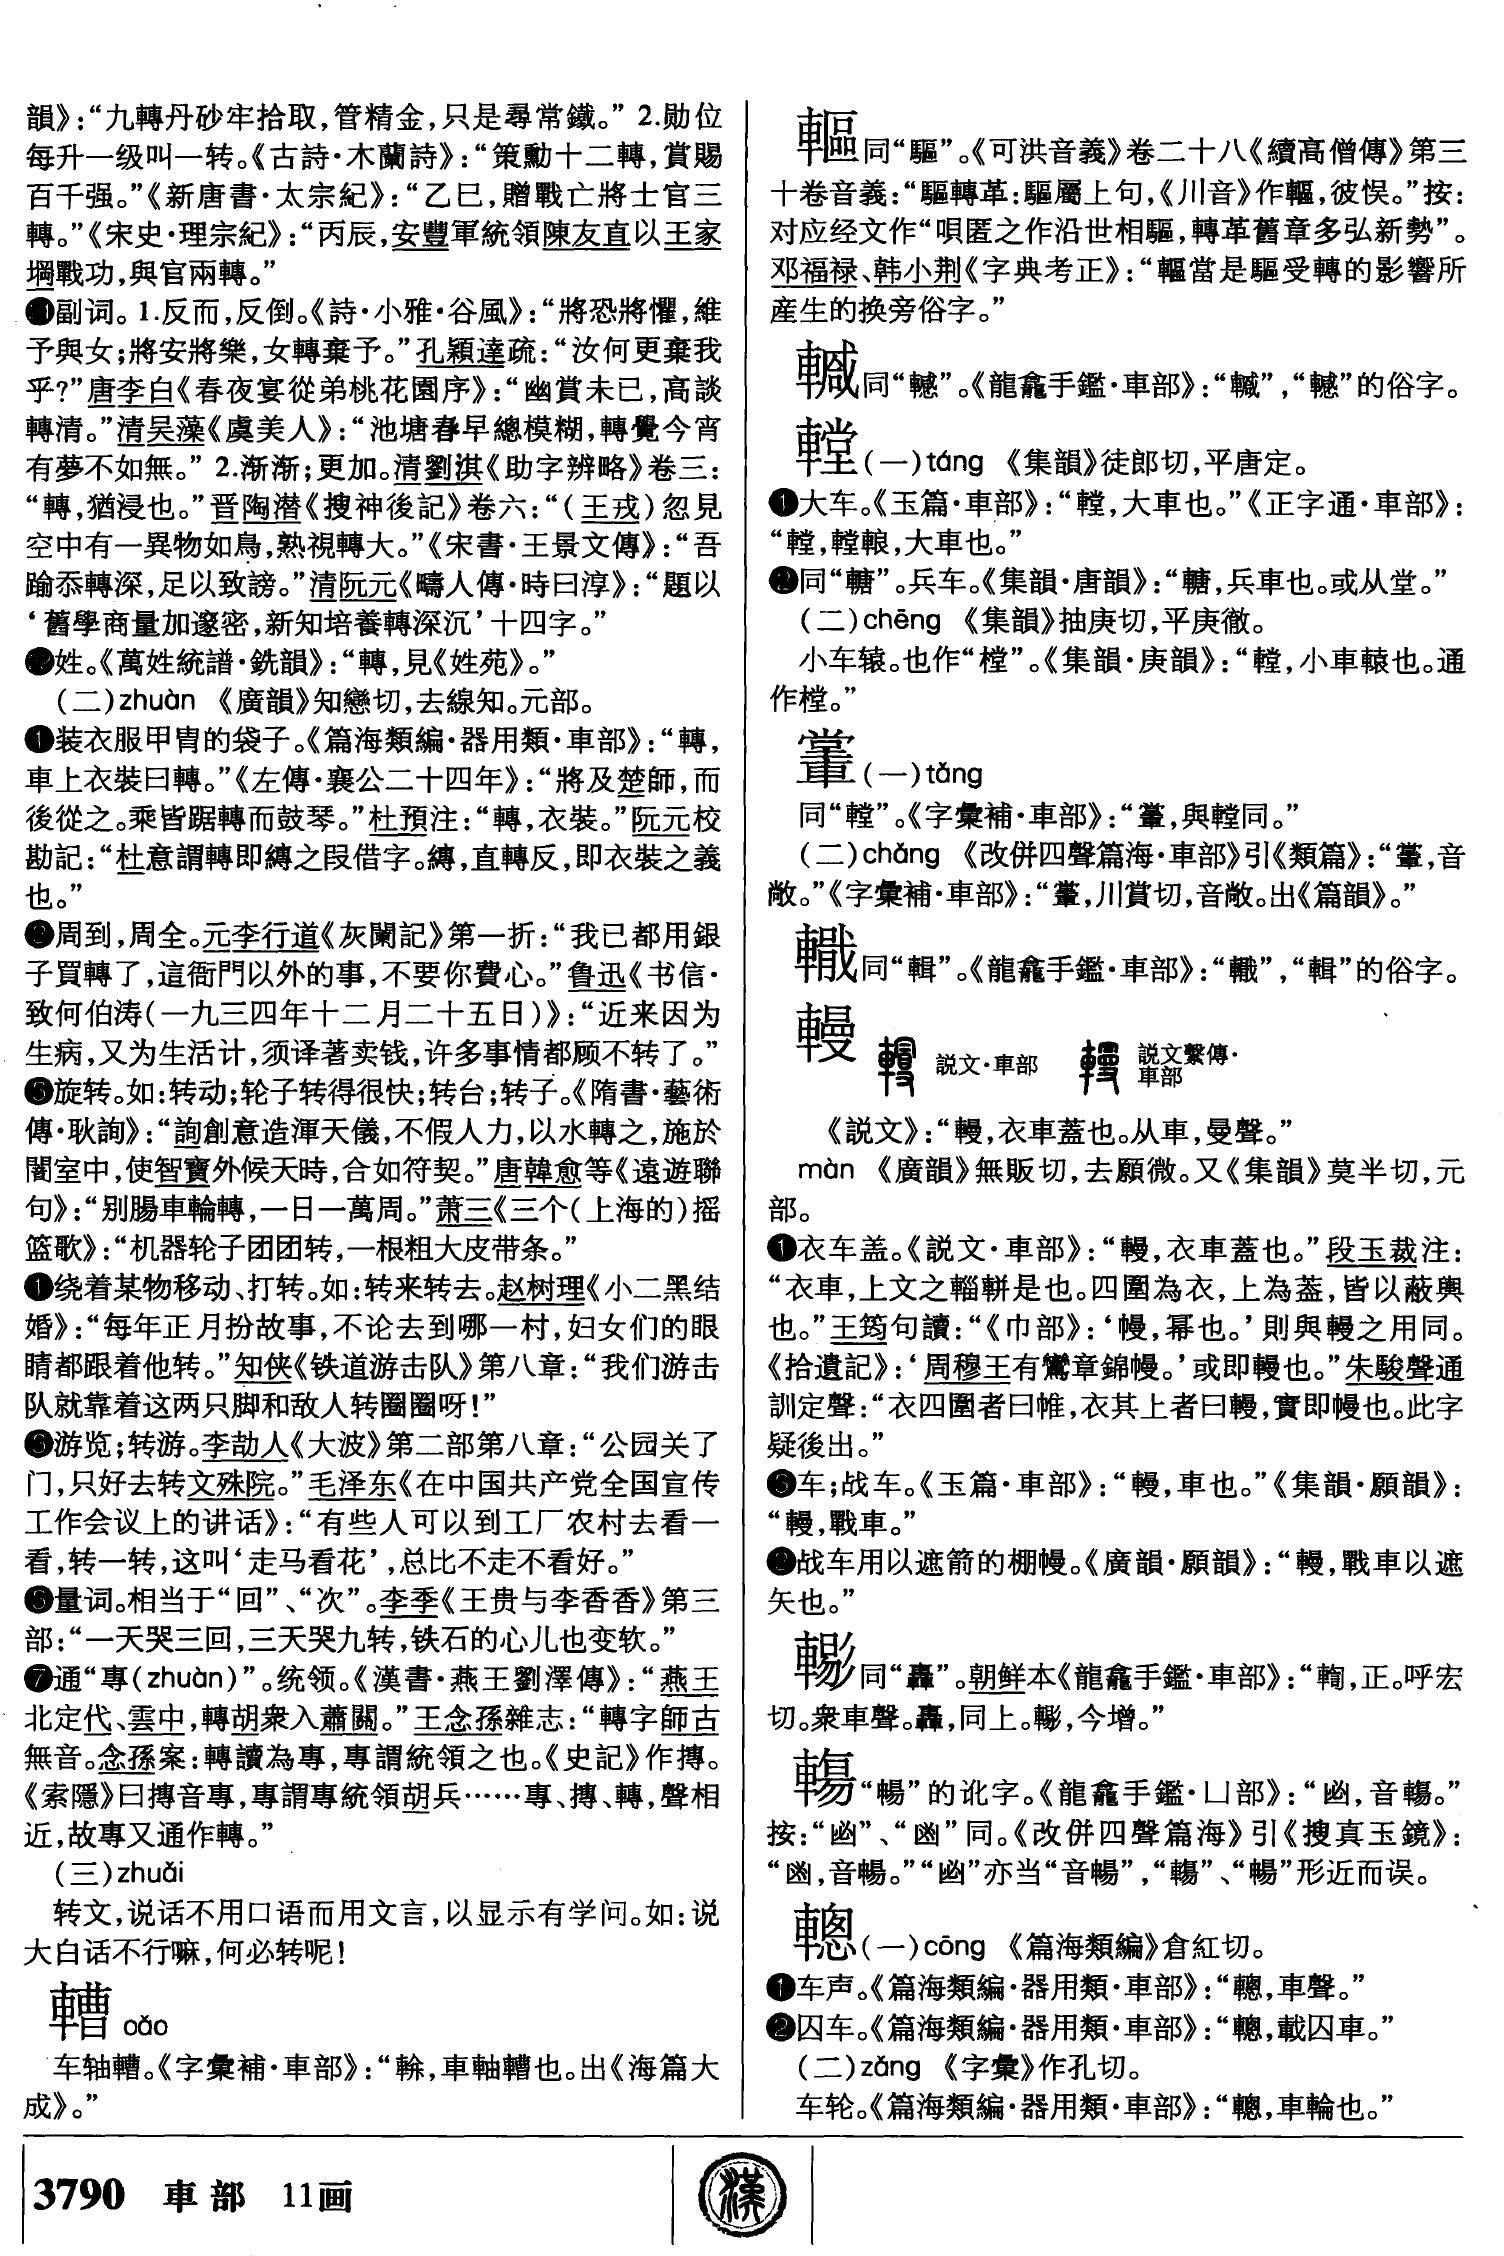 韻》：“九轉丹砂牢拾取，管精金，只是尋常鐵。” 2.勋位
每升一级叫一转。《古詩·木蘭詩》：“策勳十二轉，賞賜
百千强。”《新唐書·太宗紀》：“乙巳，贈戰亡將士官三
轉。”《宋史·理宗紀》：“丙辰，安豐軍統領陳友直以王家
堈戰功，與官兩轉。”
⓫副词。1.反而，反倒。《詩·小雅·谷風》：“將恐將懼，維
予與女；將安將樂，女轉棄予。”孔穎達疏：“汝何更棄我
乎？”唐李白《春夜宴從弟桃花園序》：“幽賞未已，高談
轉清。”清吴藻《虞美人》：“池塘春早總模糊，轉覺今宵
有夢不如無。” 2.渐渐；更加。清劉淇《助字辨略》卷三：
“轉，猶浸也。”晋陶潜《搜神後記》卷六：“（王戎）忽見
空中有一異物如鳥，熟視轉大。”《宋書·王景文傳》：“吾
踰忝轉深，足以致謗。”清阮元《疇人傳·時曰淳》：“題以
‘舊學商量加邃密，新知培養轉深沉’十四字。”
⓬姓。《萬姓統譜·銑韻》：“轉，見《姓苑》。”
（二）zhuàn 《廣韻》知戀切，去線知。元部。
❶装衣服甲胄的袋子。《篇海類編·器用類·車部》：“轉，
車上衣裝曰轉。”《左傳·襄公二十四年》：“將及楚師，而
後從之。乘皆踞轉而鼓琴。”杜預注：“轉，衣裝。”阮元校
勘記：“杜意謂轉即縳之叚借字。縳，直轉反，即衣裝之義
也。”
❷周到，周全。元李行道《灰闌記》第一折：“我已都用銀
子買轉了，這衙門以外的事，不要你費心。”鲁迅《书信·
致何伯涛（一九三四年十二月二十五日）》：“近来因为
生病，又为生活计，须译著卖钱，许多事情都顾不转了。”
❸旋转。如：转动；轮子转得很快；转台；转子。《隋書·藝術
傳·耿詢》：“詢創意造渾天儀，不假人力，以水轉之，施於
闇室中，使智寶外候天時，合如符契。”唐韓愈等《遠遊聯
句》：“别腸車輪轉，一日一萬周。”萧三《三个（上海的）摇
篮歌》：“机器轮子团团转，一根粗大皮带条。”
❶绕着某物移动、打转。如：转来转去。赵树理《小二黑结
婚》：“每年正月扮故事，不论去到哪一村，妇女们的眼
睛都跟着他转。”知侠《铁道游击队》第八章：“我们游击
队就靠着这两只脚和敌人转圈圈呀！”
❺游览；转游。李劼人《大波》第二部第八章：“公园关了
门，只好去转文殊院。”毛泽东《在中国共产党全国宣传
工作会议上的讲话》：“有些人可以到工厂农村去看一
看，转一转，这叫‘走马看花’，总比不走不看好。”
❻量词。相当于“回”、“次”。李季《王贵与李香香》第三
部：“一天哭三回，三天哭九转，铁石的心儿也变软。”
❼通“專（zhuàn）”。统领。《漢書·燕王劉澤傳》：“燕王
北定代、雲中，轉胡衆入蕭關。”王念孫雜志：“轉字師古
無音。念孫案：轉讀為專，專謂統領之也。《史記》作摶。
《索隱》曰摶音專，專謂專統領胡兵……專、摶、轉，聲相
近，故專又通作轉。”
（三）zhuǎi
转文，说话不用口语而用文言，以显示有学问。如：说
大白话不行嘛，何必转呢！
𨎝 cáo
车轴𨎝。《字彙補·車部》：“𨎝，車軸𨎝也。出《海篇大
成》。”
𨎥同“驅”。《可洪音義》卷二十八《續高僧傳》第三
十卷音義：“驅轉革：驅屬上句，《川音》作𨎥，彼悮。”按：
对应经文作“唄匿之作沿世相驅，轉革舊章多弘新勢”。
邓福禄、韩小荆《字典考正》：“𨎥當是驅受轉的影響所
産生的换旁俗字。”
同“轗”。《龍龕手鑑·車部》：“”，“轗”的俗字。
𨎋（一）táng 《集韻》徒郎切，平唐定。
❶大车。《玉篇·車部》：“𨎋，大車也。”《正字通·車部》：
“𨎋，𨎋䡙，大車也。”
❷同“𨎖”。兵车。《集韻·唐韻》：“𨎖，兵車也。或从堂。”
（二）chēng 《集韻》抽庚切，平庚徹。
小车辕。也作“樘”。《集韻·庚韻》：“𨎋，小車轅也。通
作樘。”
（一）tǎng
同“𨎋”。《字彙補·車部》：“，與𨎋同。”
（二）chǎng 《改併四聲篇海·車部》引《類篇》：“，音
敞。”《字彙補·車部》：“，川賞切，音敞。出《篇韻》。”
同“輯”。《龍龕手鑑·車部》：“”，“輯”的俗字。
䡬 説文·車部 説文繫傳·
車部
《説文》：“䡬，衣車蓋也。从車，曼聲。”
màn 《廣韻》無販切，去願微。又《集韻》莫半切，元
部。
❶衣车盖。《説文·車部》：“䡬，衣車蓋也。”段玉裁注：
“衣車，上文之輜軿是也。四圍為衣，上為葢，皆以蔽輿
也。”王筠句讀：“《巾部》：‘幔，幂也。’則與䡬之用同。
《拾遺記》：‘周穆王有鸞章錦幔。’或即䡬也。”朱駿聲通
訓定聲：“衣四圍者曰帷，衣其上者曰䡬，實即幔也。此字
疑後出。”
❸车；战车。《玉篇·車部》：“䡬，車也。”《集韻·願韻》：
“䡬，戰車。”
❷战车用以遮箭的棚幔。《廣韻·願韻》：“䡬，戰車以遮
矢也。”
同“轟”。朝鲜本《龍龕手鑑·車部》：“輷，正。呼宏
切。衆車聲。轟，同上。，今增。”
“暢”的讹字。《龍龕手鑑·凵部》：“，音。”
按：“”、“”同。《改併四聲篇海》引《搜真玉鏡》：
“，音暢。”“”亦当“音暢”，“”、“暢”形近而误。
轗（一）cōng 《篇海類編》倉紅切。
❶车声。《篇海類編·器用類·車部》：“，車聲。”
❷囚车。《篇海類編·器用類·車部》：“，載囚車。”
（二）zǒng 《字彙》作孔切。
车轮。《篇海類編·器用類·車部》：“，車輪也。”
3790 車部 11画
漢